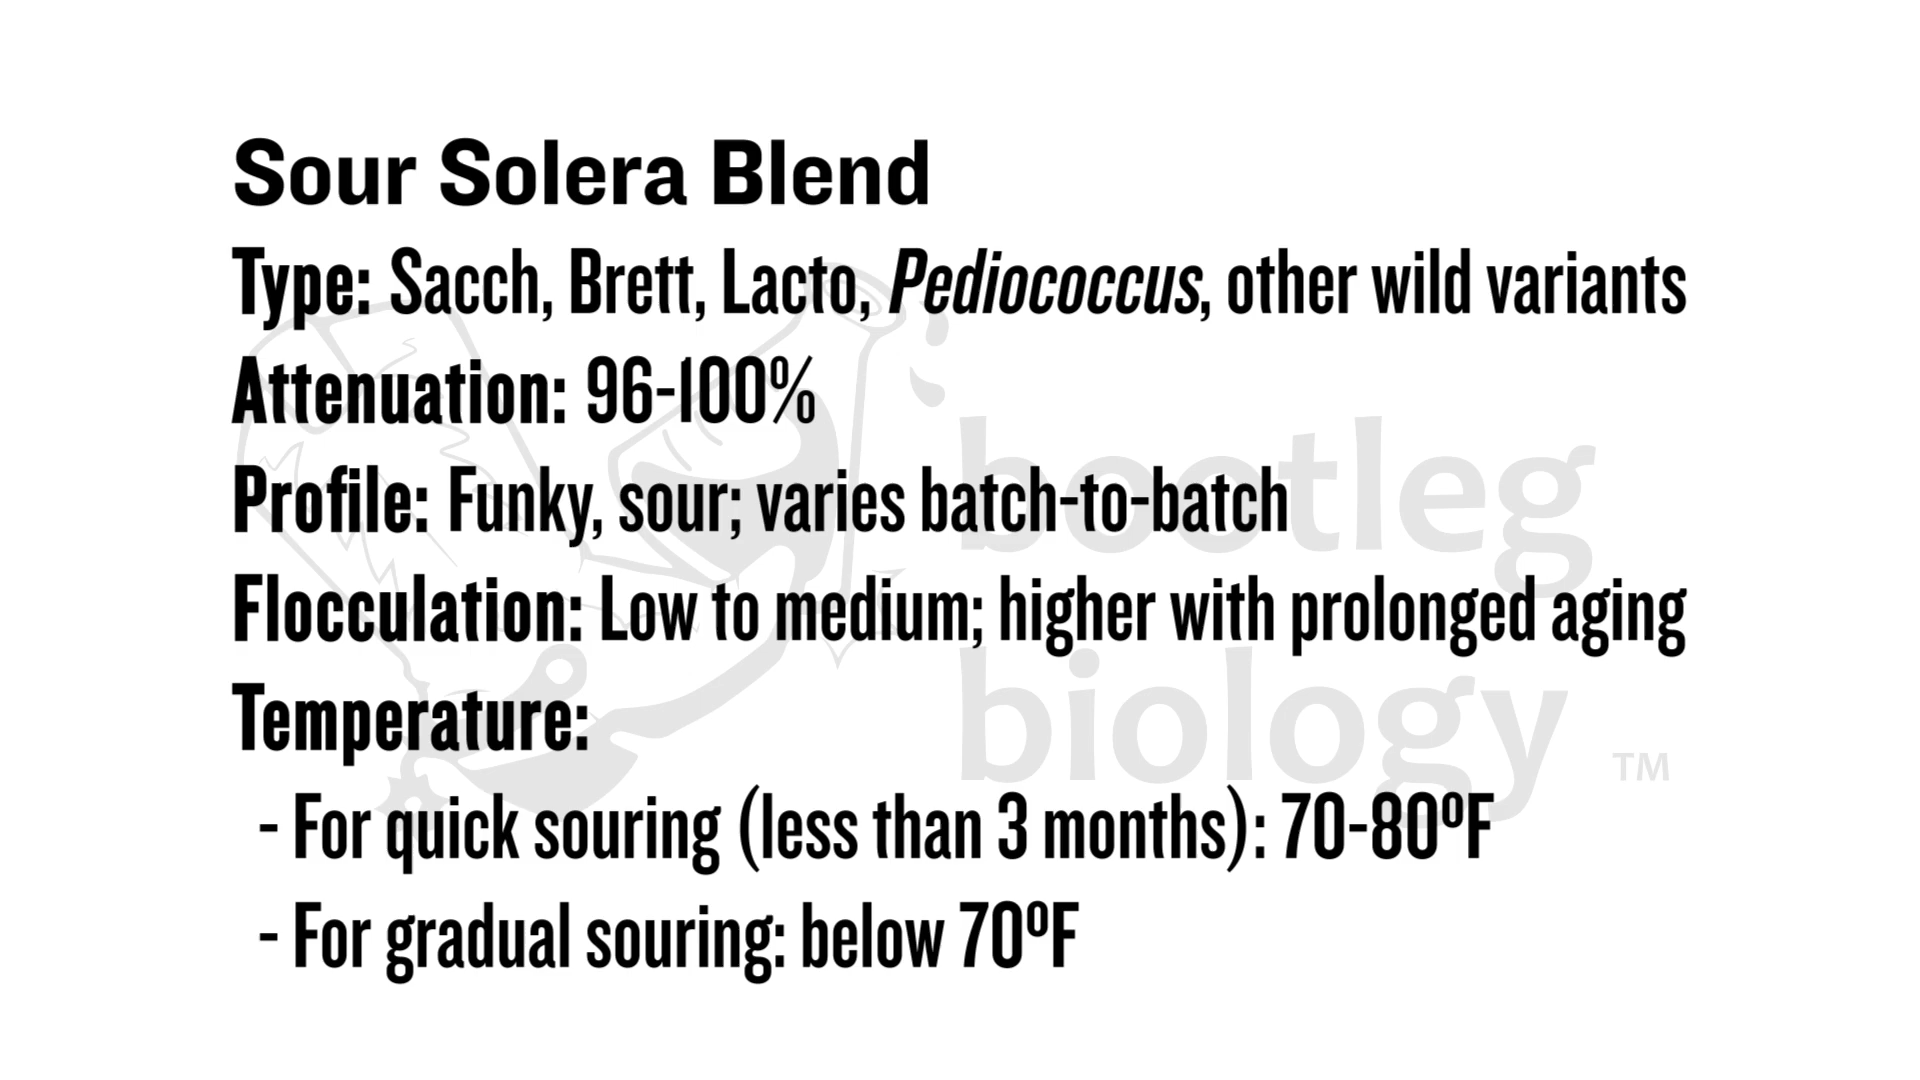 Sour Solera Blend
Type: Sacch, Brett, Lacto, Pediococcus, other wild variants
Attenuation: 96-100%
Profile: Funky, sour; varies batch-to-batch
Flocculation: Low to medium; higher with prolonged aging
Temperature:
- For quick souring (less than 3 months): 70-80ºF
- For gradual souring: below 70ºF
bootleg
biology TM